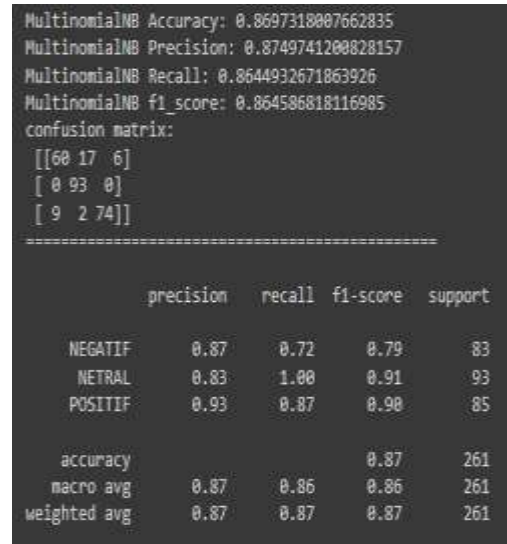 MultinomialNB Accuracy: 0.8697318007662835
MultinomialNB Precision: 0.8749741200828157
MultinomialNB Recall: 0.8644932671863926
MultinomialNB f1_score: 0.864586818116985
confusion matrix:
[[60 17 6]
[ 0 93 0]
[ 9 2 74]]
================================================
precision recall f1-score support
NEGATIF 0.87 0.72 0.79 83
NETRAL 0.83 1.00 0.91 93
POSITIF 0.93 0.87 0.90 85
accuracy 0.87 261
macro avg 0.87 0.86 0.86 261
weighted avg 0.87 0.87 0.87 261